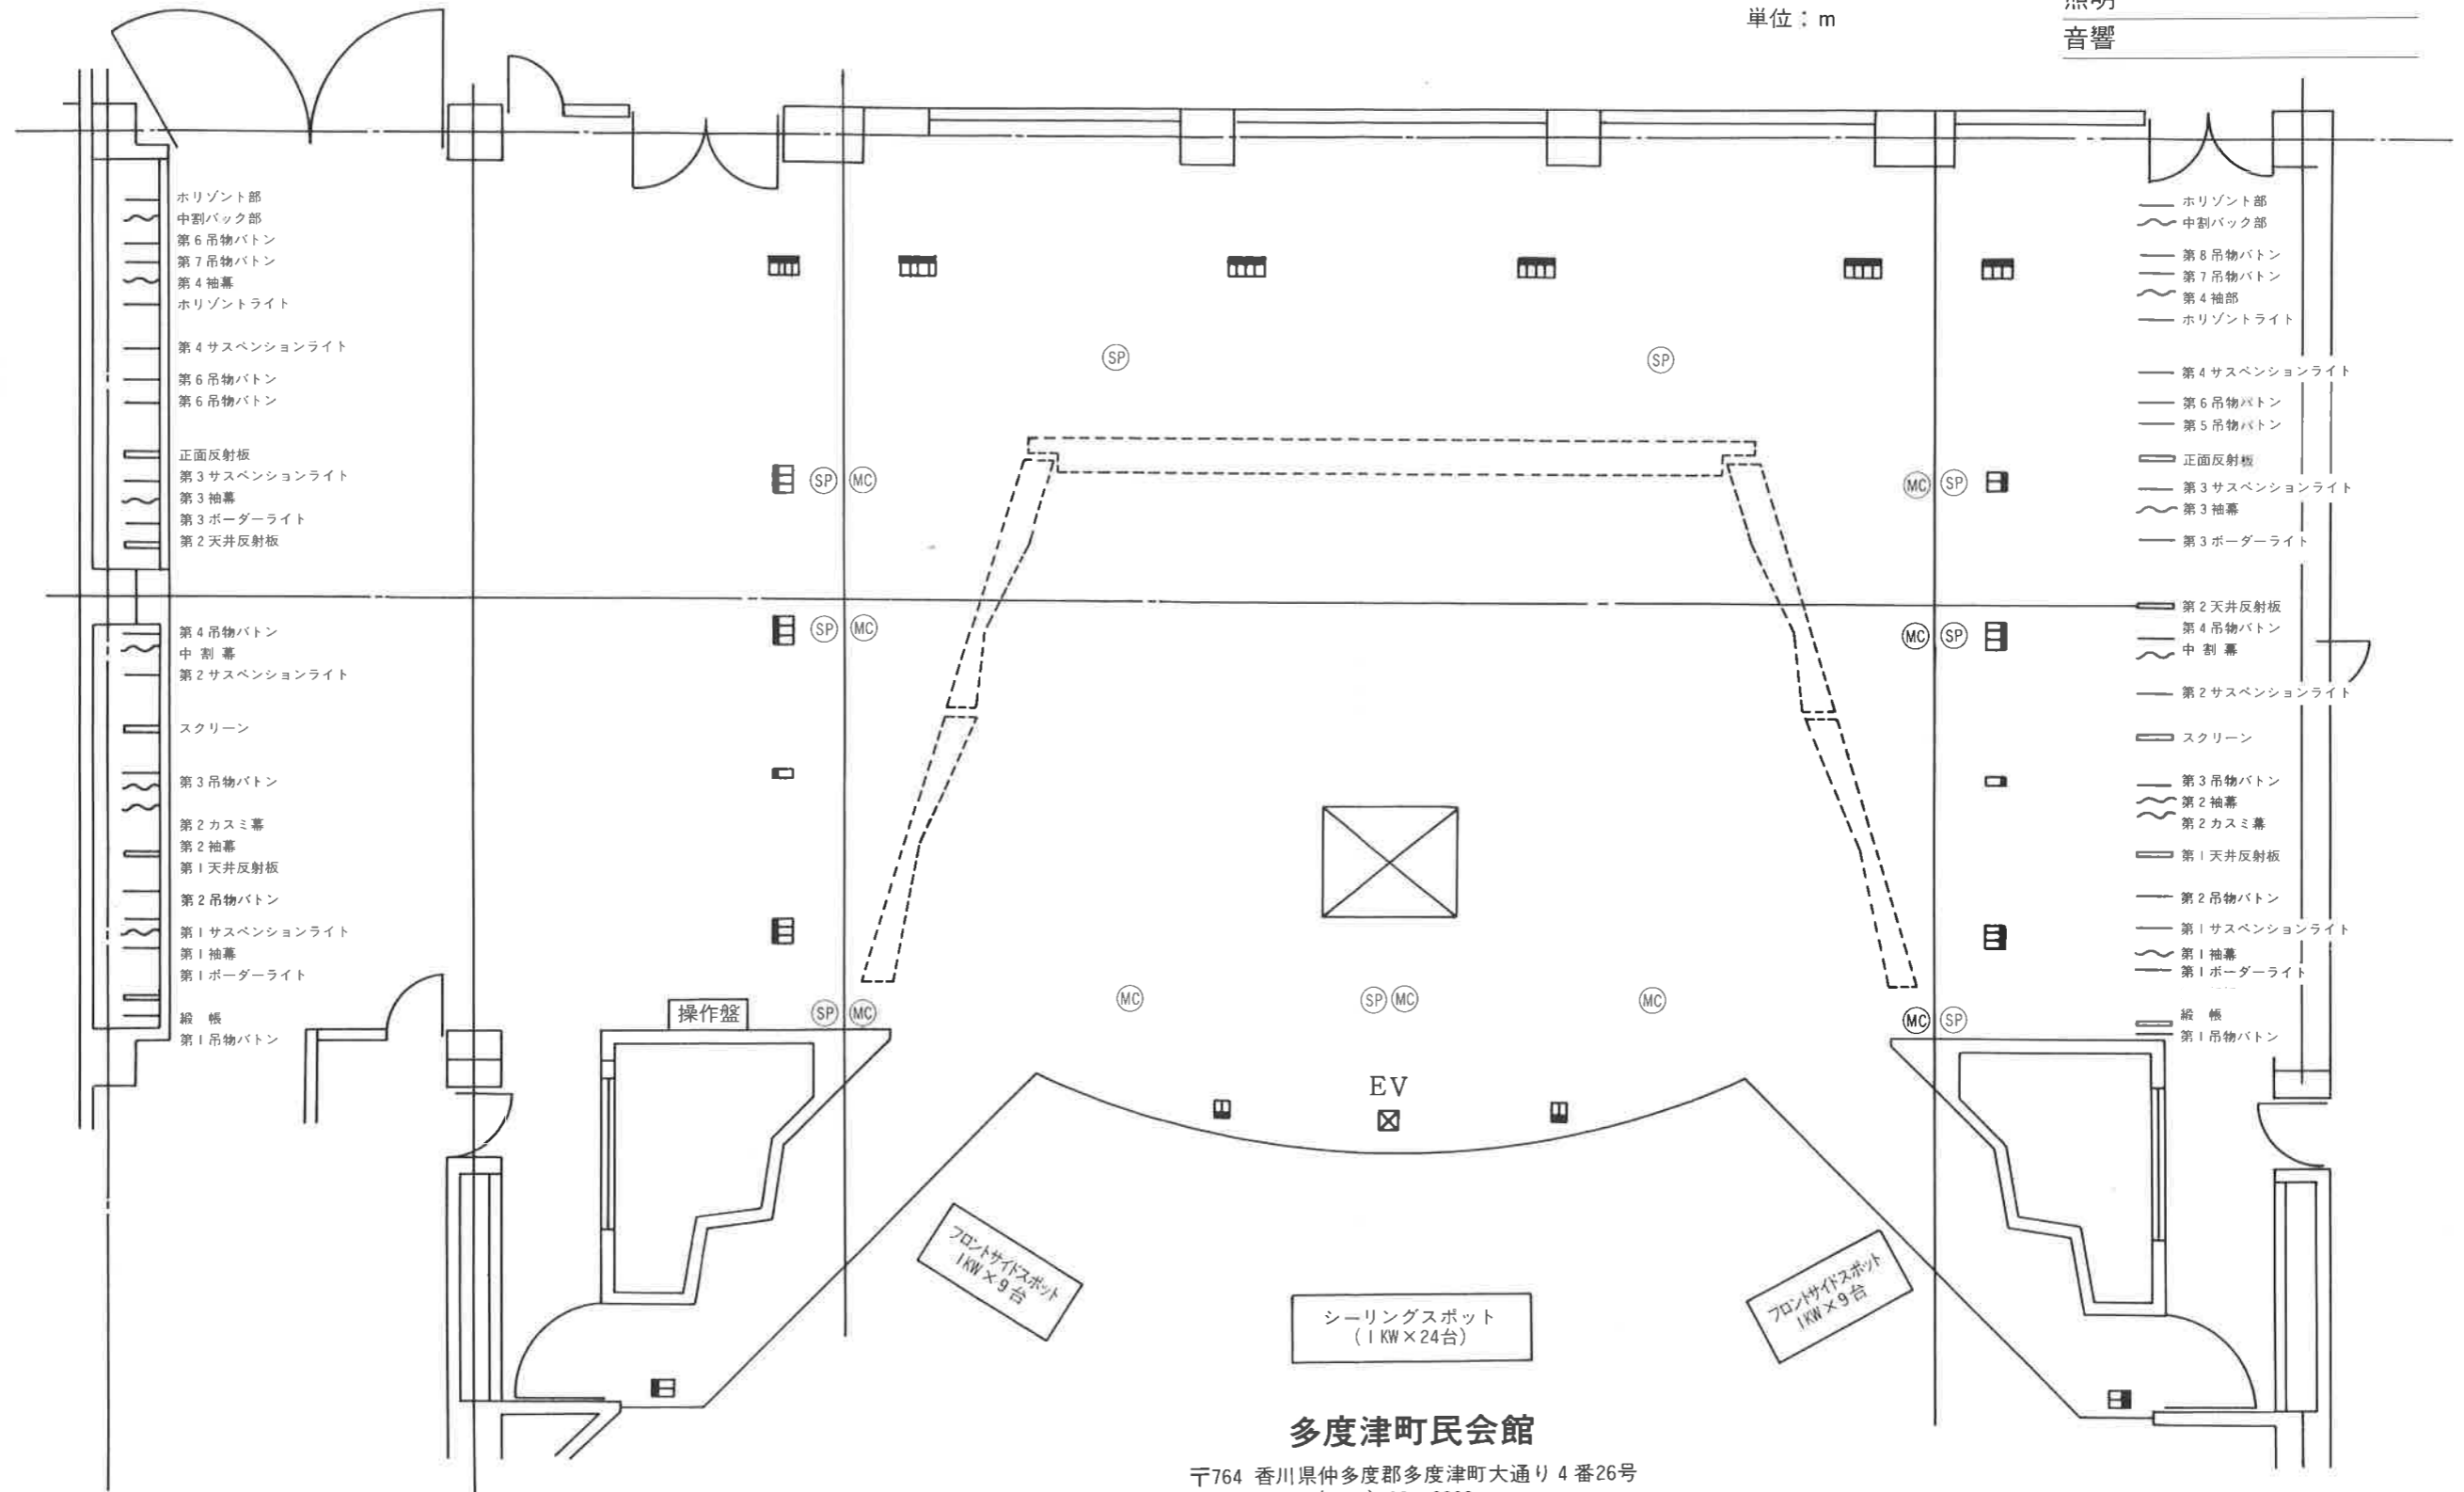 単位：m
照明
音響
ホリゾント部
中割バック部
第6吊物バトン
第7吊物バトン
第4袖幕
ホリゾントライト
第4サスペンションライト
第6吊物バトン
第6吊物バトン
正面反射板
第3サスペンションライト
第3袖幕
第3ボーダーライト
第2天井反射板
第4吊物バトン
中割幕
第2サスペンションライト
スクリーン
第3吊物バトン
第2カスミ幕
第2袖幕
第1天井反射板
第2吊物バトン
第1サスペンションライト
第1袖幕
第1ボーダーライト
緞帳
第1吊物バトン
SP
SP
SP MC
MC SP
SP MC
MC SP
操作盤
SP MC
MC
SP MC
MC
MC SP
EV
ホリゾント部
中割バック部
第8吊物バトン
第7吊物バトン
第4袖部
ホリゾントライト
第4サスペンションライト
第6吊物バトン
第5吊物バトン
正面反射板
第3サスペンションライト
第3袖幕
第3ボーダーライト
第2天井反射板
第4吊物バトン
中割幕
第2サスペンションライト
スクリーン
第3吊物バトン
第2袖幕
第2カスミ幕
第1天井反射板
第2吊物バトン
第1サスペンションライト
第1袖幕
第1ボーダーライト
緞帳
第1吊物バトン
フロントサイドスポット
1KW×9台
シーリングスポット
(1KW×24台)
フロントサイドスポット
1KW×9台
多度津町民会館
〒764 香川県仲多度郡多度津町大通り4番26号